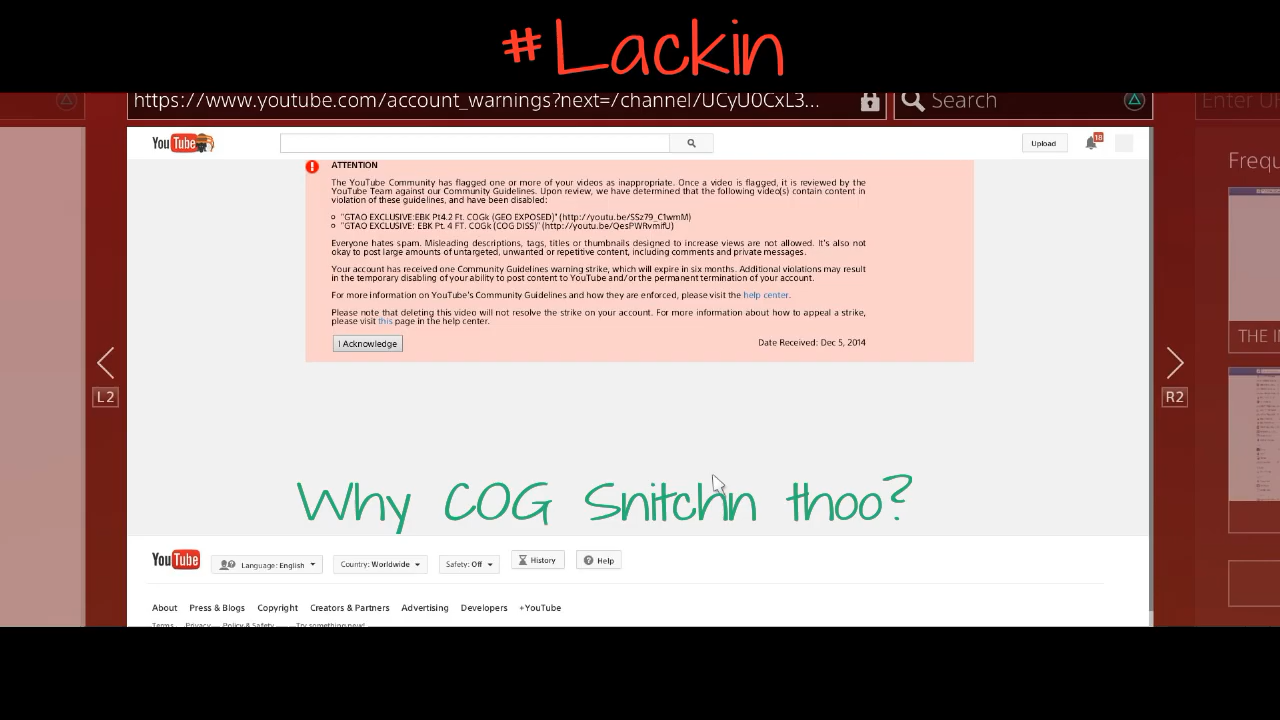 #Lackin
https://www.youtube.com/account_warnings?next=/channel/UCyU0CxL3...
Search
Enter UR
YouTube
Upload
18
Frequ
ATTENTION
The YouTube Community has flagged one or more of your videos as inappropriate. Once a video is flagged, it is reviewed by the
YouTube Team against our Community Guidelines. Upon review, we have determined that the following video(s) contain content in
violation of these guidelines, and have been disabled:
"GTAO EXCLUSIVE:EBK Pt4.2 Ft. COGk (GEO EXPOSED)" (http://youtu.be/SSz79_C1wmM)
"GTAO EXCLUSIVE: EBK Pt. 4 FT. COGk (COG DISS)" (http://youtu.be/QesPWRvmifU)
Everyone hates spam. Misleading descriptions, tags, titles or thumbnails designed to increase views are not allowed. It's also not
okay to post large amounts of untargeted, unwanted or repetitive content, including comments and private messages.
Your account has received one Community Guidelines warning strike, which will expire in six months. Additional violations may result
in the temporary disabling of your ability to post content to YouTube and/or the permanent termination of your account.
For more information on YouTube's Community Guidelines and how they are enforced, please visit the help center.
Please note that deleting this video will not resolve the strike on your account. For more information about how to appeal a strike,
please visit this page in the help center.
I Acknowledge
Date Received: Dec 5, 2014
THE I
L2
R2
Why COG Snitchn thoo?
YouTube
Language: English
Country: Worldwide
Safety: Off
History
Help
About Press & Blogs Copyright Creators & Partners Advertising Developers +YouTube
Terms Privacy Policy & Safety Try something new!